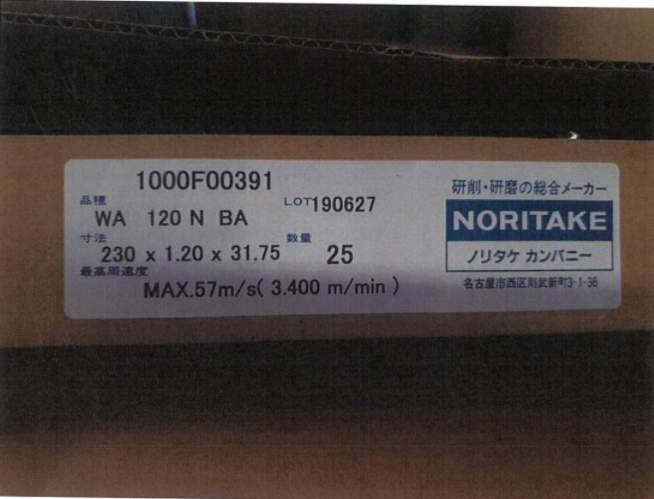 1000F00391
品種
LOT190627
WA 120 N BA
寸法
数量
230 x 1.20 x 31.75
25
最高周速度
MAX.57m/s( 3.400 m/min )
研削・研磨の総合メーカー
NORITAKE
ノリタケ カンパニー
名古屋市西区則武新町3-1-36